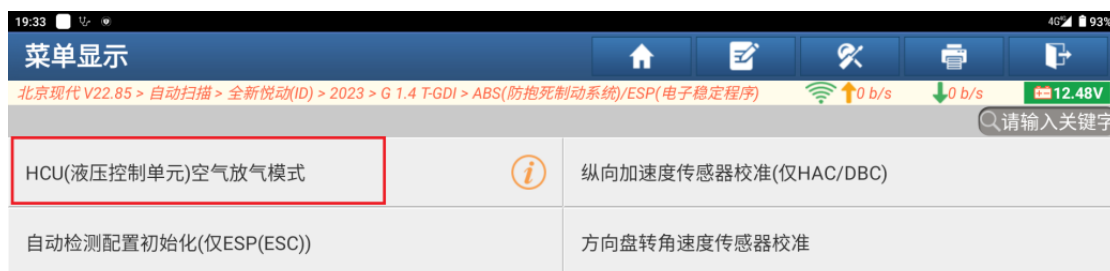 19:33 4G 93%
菜单显示
北京现代 V22.85 > 自动扫描 > 全新悦动(ID) > 2023 > G 1.4 T-GDI > ABS(防抱死制动系统)/ESP(电子稳定程序) 0 b/s 0 b/s 12.48V
请输入关键字
HCU(液压控制单元)空气放气模式 i 纵向加速度传感器校准(仅HAC/DBC)
自动检测配置初始化(仅ESP(ESC)) 方向盘转角速度传感器校准